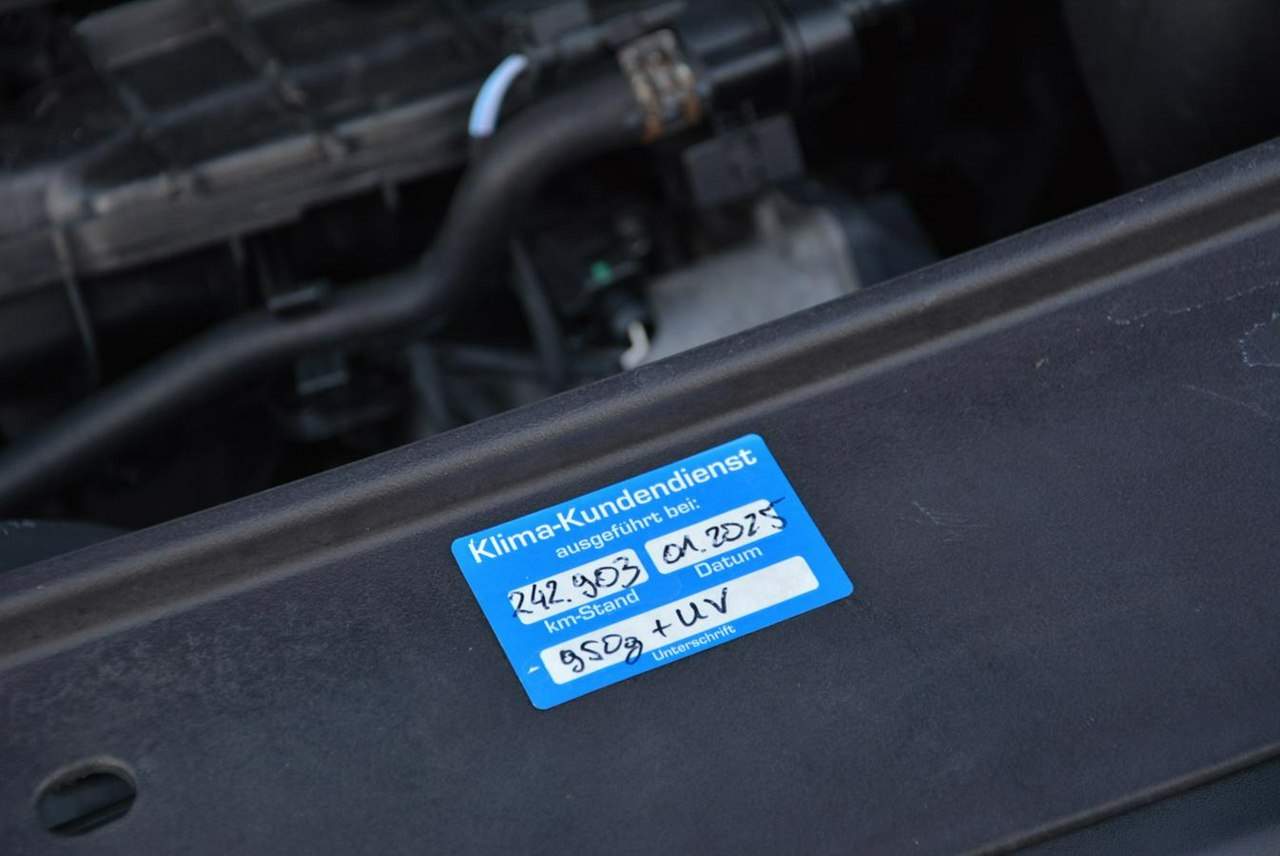 Klima-Kundendienst
ausgeführt bei:
242.903 01.2025
km-Stand Datum
950g + UV
Unterschrift